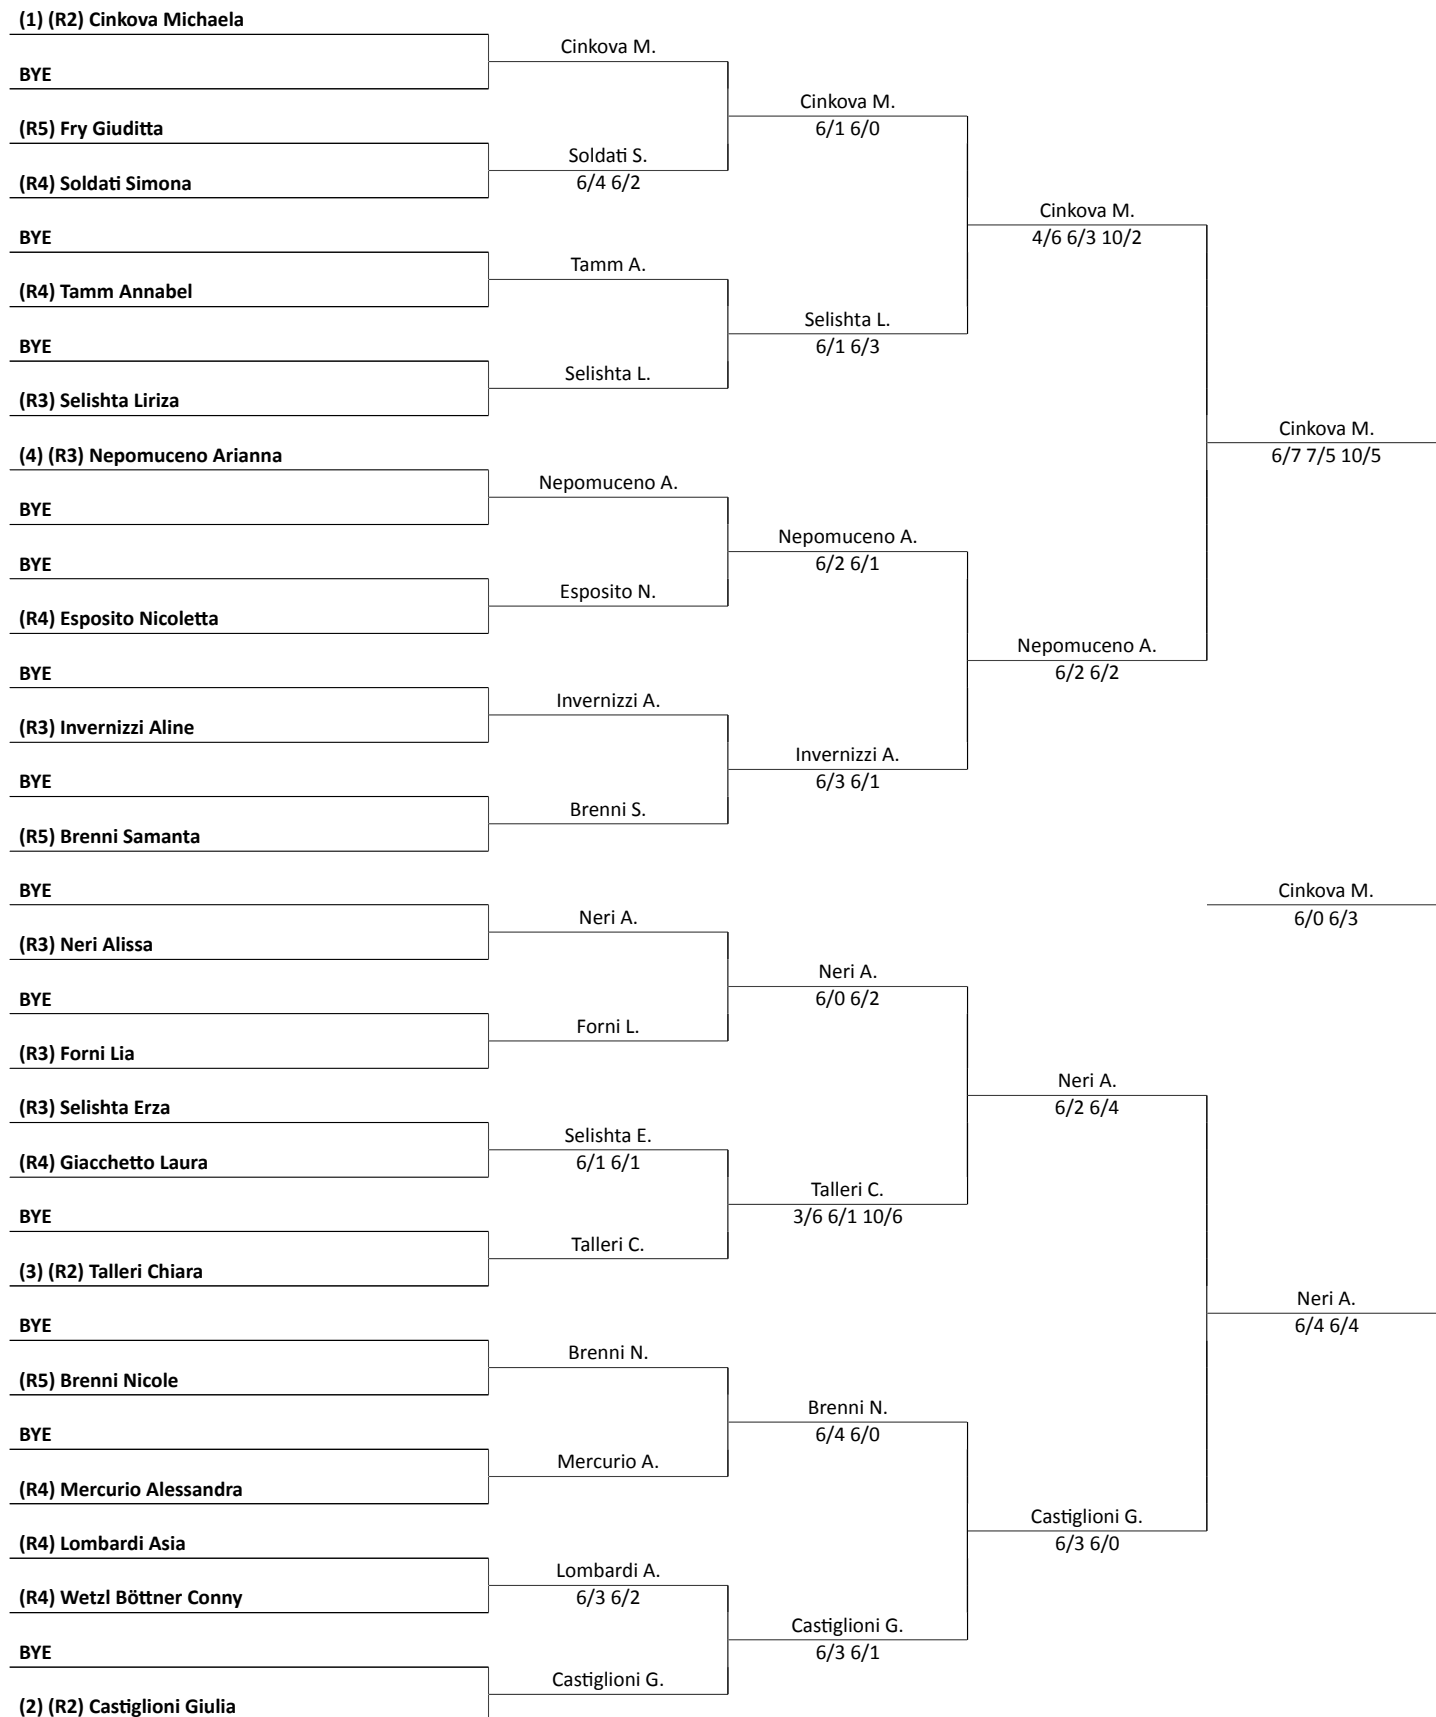 (1) (R2) Cinkova Michaela
BYE
(R5) Fry Giuditta
(R4) Soldati Simona
BYE
(R4) Tamm Annabel
BYE
(R3) Selishta Liriza
(4) (R3) Nepomuceno Arianna
BYE
BYE
(R4) Esposito Nicoletta
BYE
(R3) Invernizzi Aline
BYE
(R5) Brenni Samanta
BYE
(R3) Neri Alissa
BYE
(R3) Forni Lia
(R3) Selishta Erza
(R4) Giacchetto Laura
BYE
(3) (R2) Talleri Chiara
BYE
(R5) Brenni Nicole
BYE
(R4) Mercurio Alessandra
(R4) Lombardi Asia
(R4) Wetzl Böttner Conny
BYE
(2) (R2) Castiglioni Giulia
Cinkova M.
Soldati S.
6/4 6/2
Tamm A.
Selishta L.
Nepomuceno A.
Esposito N.
Invernizzi A.
Brenni S.
Neri A.
Forni L.
Selishta E.
6/1 6/1
Talleri C.
Brenni N.
Mercurio A.
Lombardi A.
6/3 6/2
Castiglioni G.
Cinkova M.
6/1 6/0
Selishta L.
6/1 6/3
Nepomuceno A.
6/2 6/1
Invernizzi A.
6/3 6/1
Neri A.
6/0 6/2
Talleri C.
3/6 6/1 10/6
Brenni N.
6/4 6/0
Castiglioni G.
6/3 6/1
Cinkova M.
4/6 6/3 10/2
Nepomuceno A.
6/2 6/2
Neri A.
6/2 6/4
Castiglioni G.
6/3 6/0
Cinkova M.
6/7 7/5 10/5
Cinkova M.
6/0 6/3
Neri A.
6/4 6/4